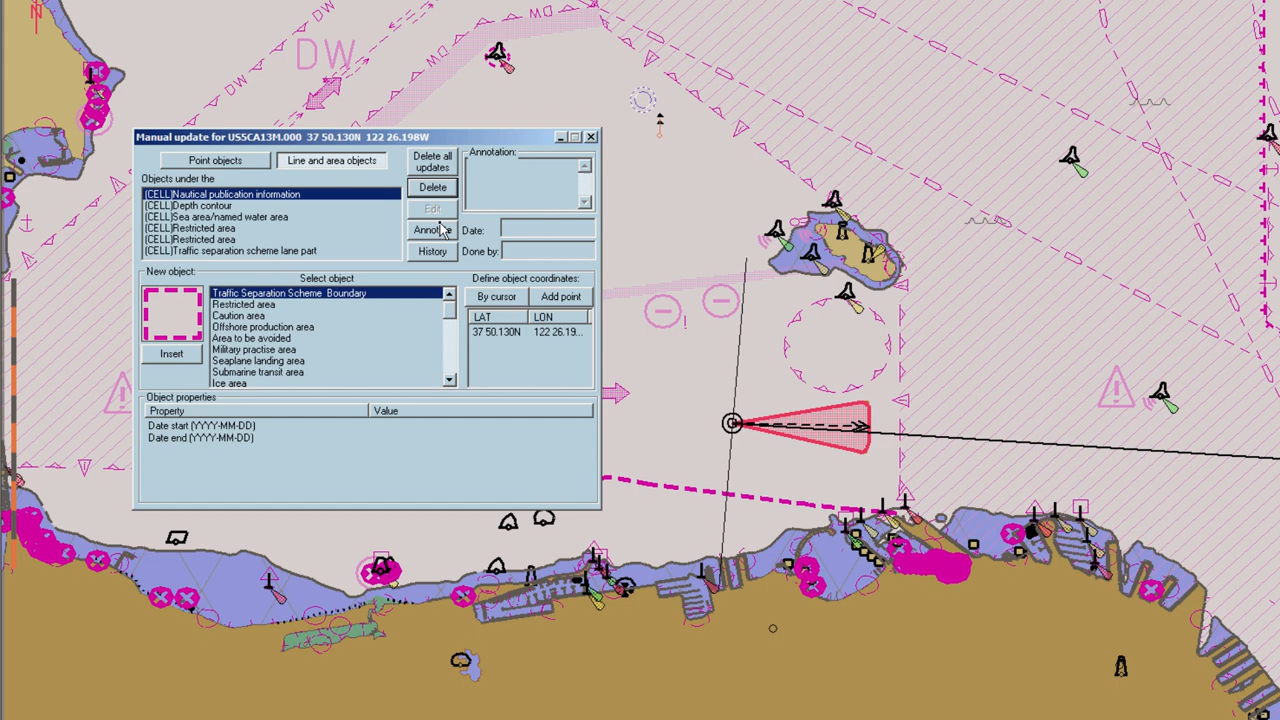 N
DW
DW
DW
DW
DW
Manual update for US5CA13M.000 37 50.130N 122 26.198W
Point objects
Line and area objects
Delete all
updates
Annotation:
Objects under the
(CELL)Nautical publication information
(CELL)Depth contour
(CELL)Sea area/named water area
(CELL)Restricted area
(CELL)Restricted area
(CELL)Traffic separation scheme lane part
Delete
Edit
Annotate
History
Date:
Done by:
New object:
Select object
Define object coordinates:
Traffic Separation Scheme Boundary
Restricted area
Caution area
Offshore production area
Area to be avoided
Military practise area
Seaplane landing area
Submarine transit area
Ice area
By cursor
Add point
LAT
LON
37 50.130N
122 26.19...
Insert
Object properties
Property
Value
Date start (YYYY-MM-DD)
Date end (YYYY-MM-DD)